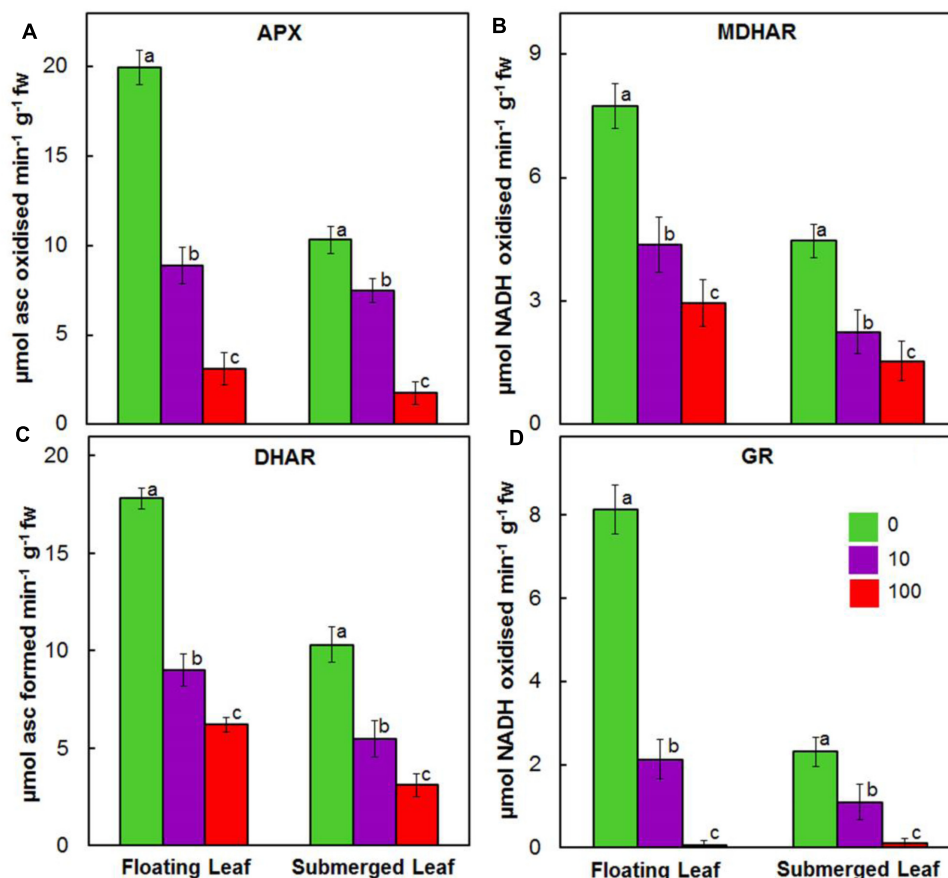 A
APX
µmol asc oxidised min⁻¹ g⁻¹ fw
20
15
10
5
0
a
b
c
a
b
c
B
MDHAR
µmol NADH oxidised min⁻¹ g⁻¹ fw
9
6
3
0
a
b
c
a
b
c
C
DHAR
µmol asc formed min⁻¹ g⁻¹ fw
20
15
10
5
0
a
b
c
a
b
c
Floating Leaf
Submerged Leaf
D
GR
µmol NADH oxidised min⁻¹ g⁻¹ fw
8
6
4
2
0
a
b
c
a
b
c
0
10
100
Floating Leaf
Submerged Leaf